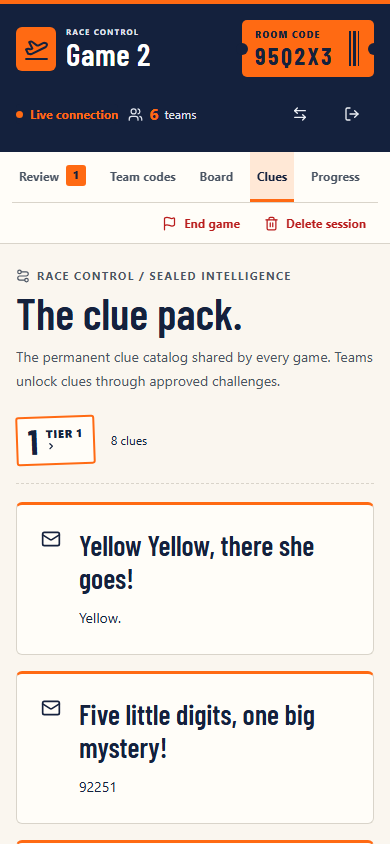 RACE CONTROL
Game 2
ROOM CODE
95Q2X3
Live connection 6 teams
Review 1 Team codes Board Clues Progress
End game Delete session
RACE CONTROL / SEALED INTELLIGENCE
The clue pack.
The permanent clue catalog shared by every game. Teams
unlock clues through approved challenges.
1 TIER 1 ›
8 clues
Yellow Yellow, there she
goes!
Yellow.
Five little digits, one big
mystery!
92251